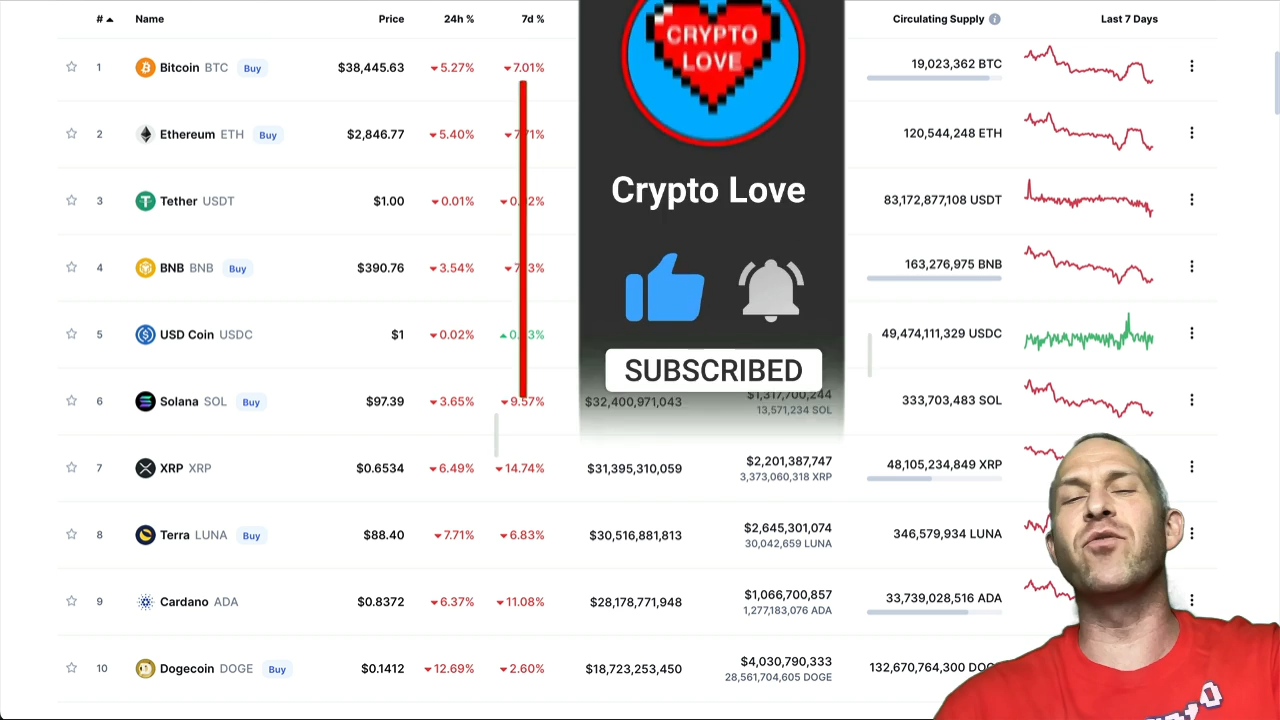 # Name Price 24h % 7d % Circulating Supply Last 7 Days
1 Bitcoin BTC Buy $38,445.63 5.27% 7.01% 19,023,362 BTC
2 Ethereum ETH Buy $2,846.77 5.40% 120,544,248 ETH
3 Tether USDT $1.00 0.01% 83,172,877,108 USDT
4 BNB BNB Buy $390.76 3.54% 163,276,975 BNB
5 USD Coin USDC $1 0.02% 49,474,111,329 USDC
6 Solana SOL Buy $97.39 3.65% 9.57% $32,400,971,043 $1,317,700,244 333,703,483 SOL
13,571,234 SOL
7 XRP XRP $0.6534 6.49% 14.74% $31,395,310,059 $2,201,387,747 48,105,234,849 XRP
3,373,060,318 XRP
8 Terra LUNA Buy $88.40 7.71% 6.83% $30,516,881,813 $2,645,301,074 346,579,934 LUNA
30,042,659 LUNA
9 Cardano ADA $0.8372 6.37% 11.08% $28,178,771,948 $1,066,700,857 33,739,028,516 ADA
1,277,183,076 ADA
10 Dogecoin DOGE Buy $0.1412 12.69% 2.60% $18,723,253,450 $4,030,790,333 132,670,764,300
28,561,704,605 DOGE
CRYPTO
LOVE
Crypto Love
SUBSCRIBED